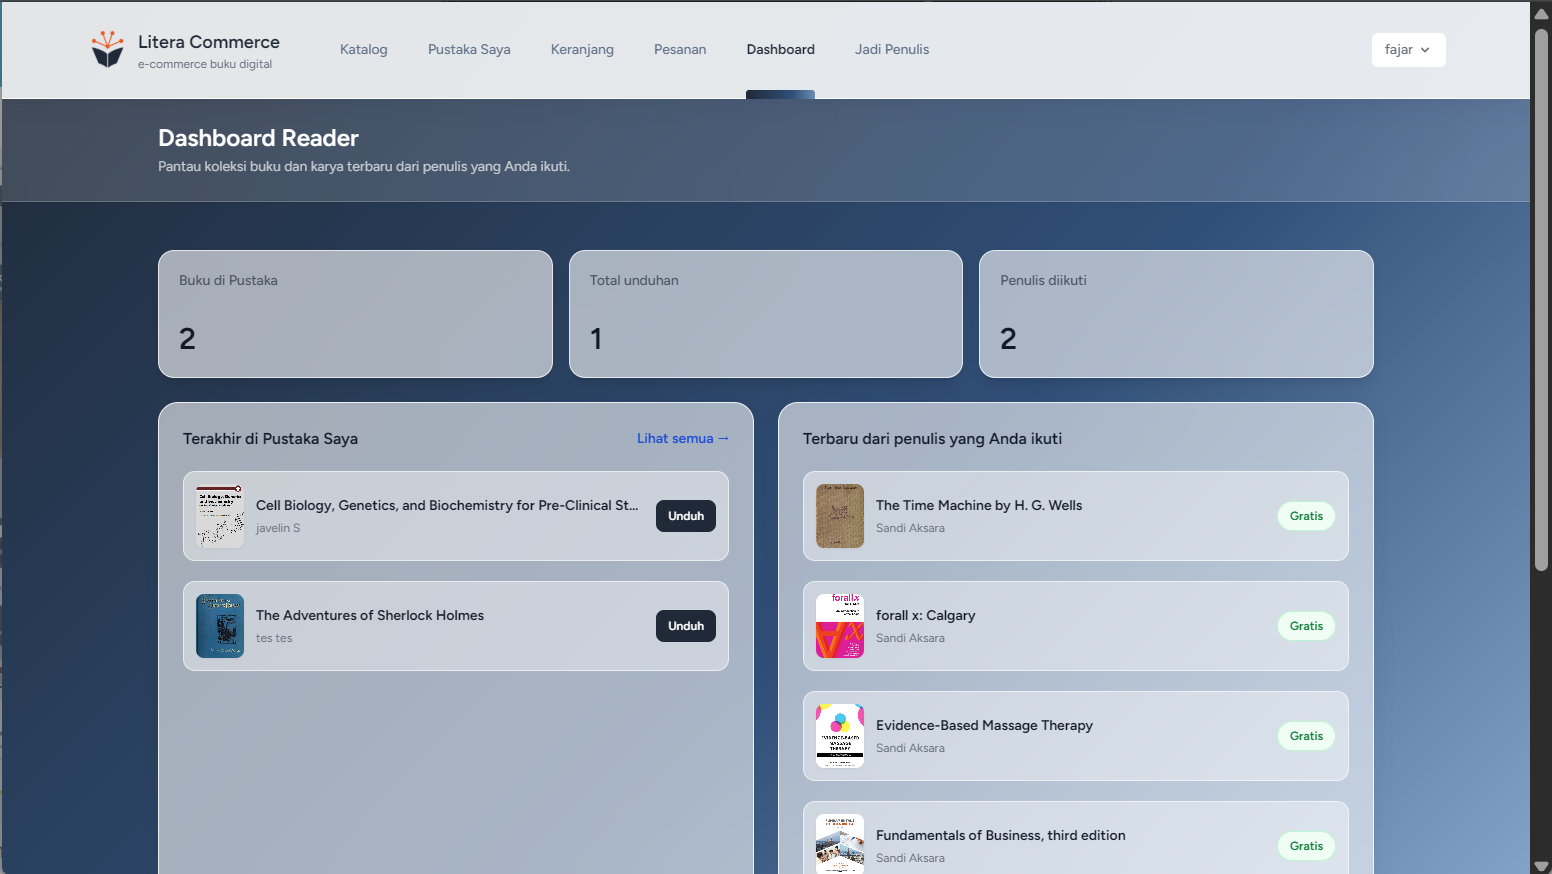 Litera Commerce
e-commerce buku digital
Katalog
Pustaka Saya
Keranjang
Pesanan
Dashboard
Jadi Penulis
fajar
Dashboard Reader
Pantau koleksi buku dan karya terbaru dari penulis yang Anda ikuti.
Buku di Pustaka
2
Total unduhan
1
Penulis diikuti
2
Terakhir di Pustaka Saya
Lihat semua →
Cell Biology, Genetics, and Biochemistry for Pre-Clinical St...
javelin S
Unduh
The Adventures of Sherlock Holmes
tes tes
Unduh
Terbaru dari penulis yang Anda ikuti
The Time Machine by H. G. Wells
Sandi Aksara
Gratis
forall x
forall x: Calgary
Sandi Aksara
Gratis
EVIDENCE-BASED
MASSAGE
THERAPY
Evidence-Based Massage Therapy
Sandi Aksara
Gratis
Fundamentals of Business, third edition
Sandi Aksara
Gratis